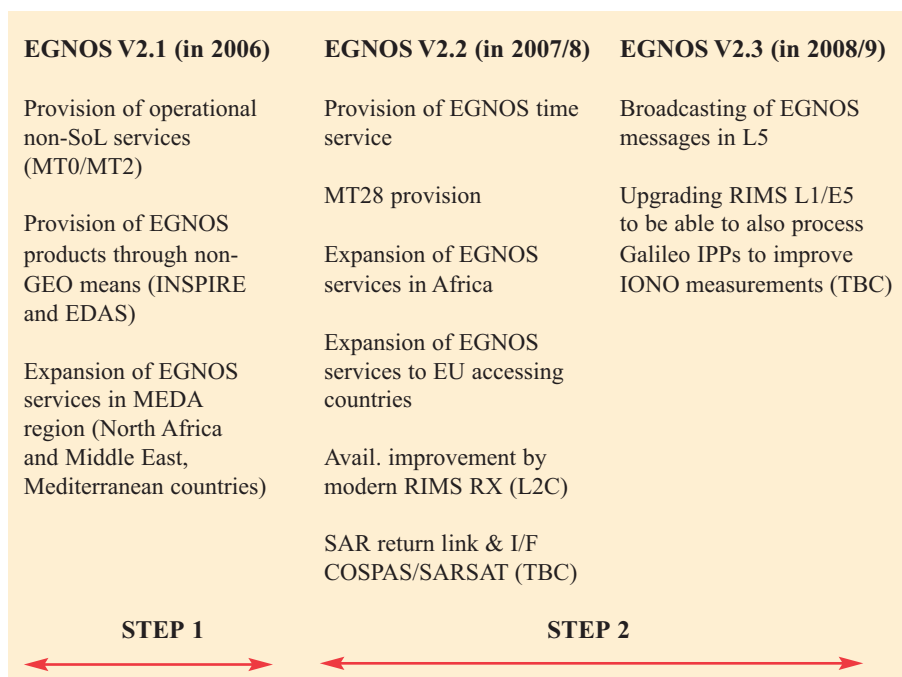 EGNOS V2.1 (in 2006)
Provision of operational
non-SoL services
(MT0/MT2)
Provision of EGNOS
products through non-
GEO means (INSPIRE
and EDAS)
Expansion of EGNOS
services in MEDA
region (North Africa
and Middle East,
Mediterranean countries)
STEP 1
EGNOS V2.2 (in 2007/8)
Provision of EGNOS time
service
MT28 provision
Expansion of EGNOS
services in Africa
Expansion of EGNOS
services to EU accessing
countries
Avail. improvement by
modern RIMS RX (L2C)
SAR return link & I/F
COSPAS/SARSAT (TBC)
EGNOS V2.3 (in 2008/9)
Broadcasting of EGNOS
messages in L5
Upgrading RIMS L1/E5
to be able to also process
Galileo IPPs to improve
IONO measurements (TBC)
STEP 2